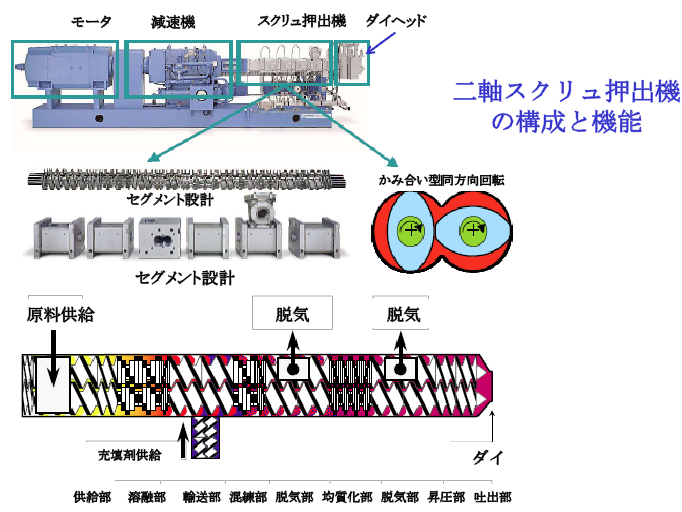 モータ
減速機
スクリュ押出機
ダイヘッド
二軸スクリュ押出機
の構成と機能
セグメント設計
かみ合い型同方向回転
セグメント設計
原料供給
脱気
脱気
充填剤供給
ダイ
供給部 溶融部 輸送部 混練部 脱気部 均質化部 脱気部 昇圧部 吐出部